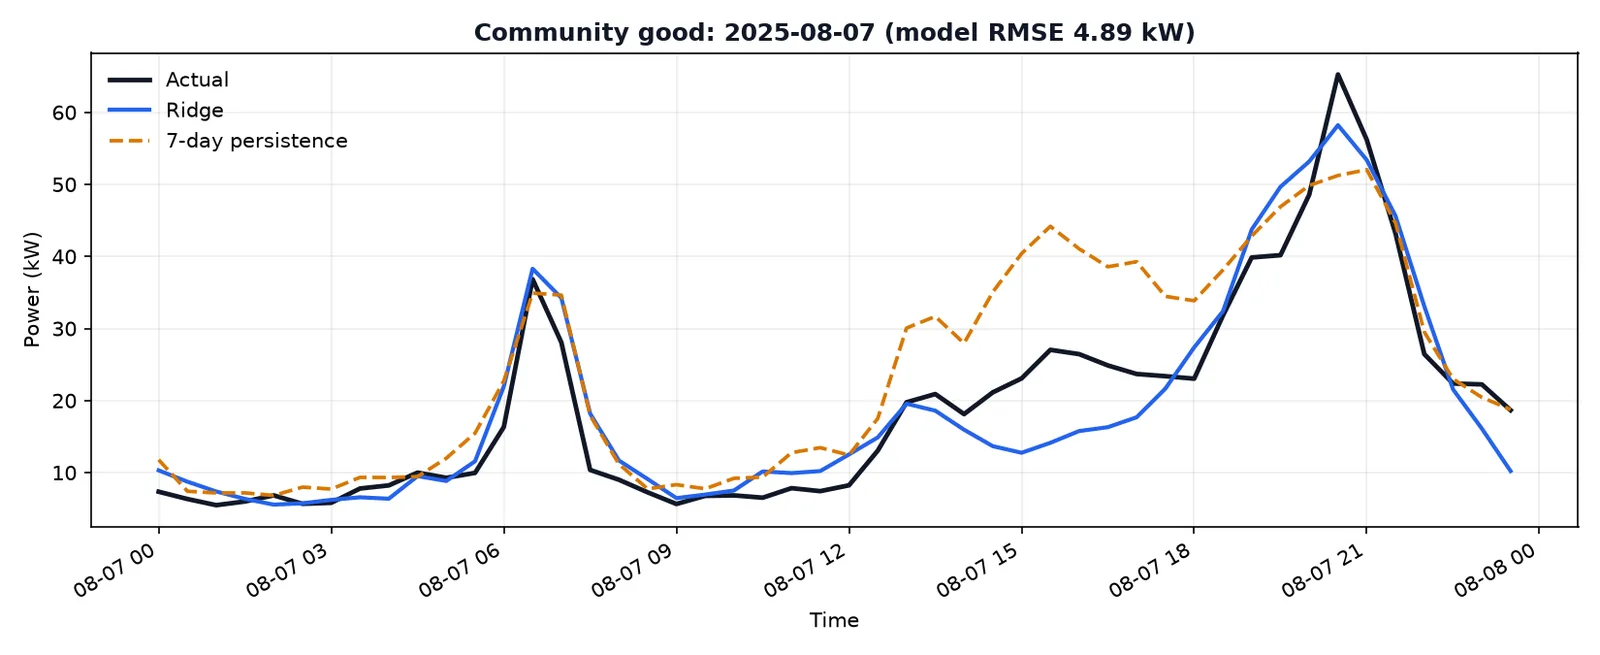 Community good: 2025-08-07 (model RMSE 4.89 kW)
Actual
Ridge
7-day persistence
Power (kW)
60
50
40
30
20
10
08-07 00
08-07 03
08-07 06
08-07 09
08-07 12
08-07 15
08-07 18
08-07 21
08-08 00
Time